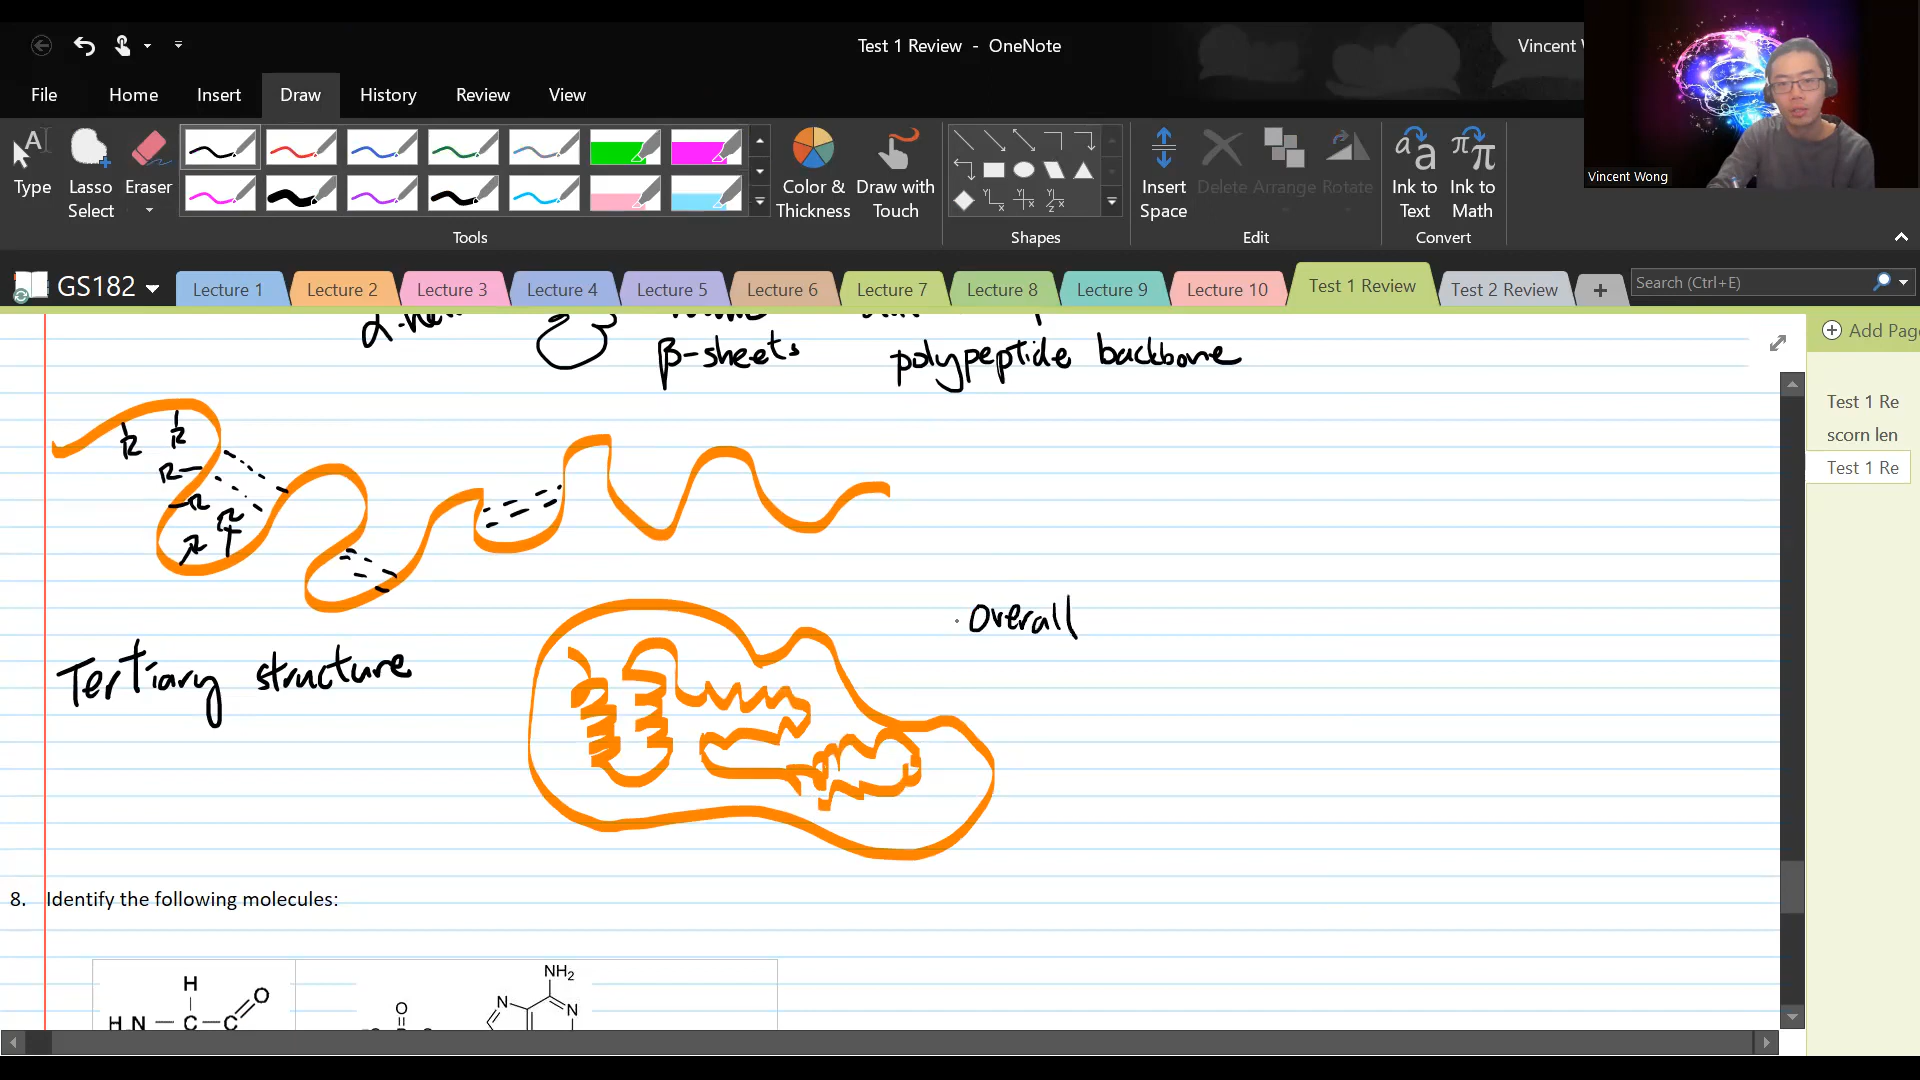 Test 1 Review - OneNote
Vincent W
File Home Insert Draw History Review View
Type
Lasso Select
Eraser
Tools
Color & Thickness
Draw with Touch
Shapes
Insert Space
Delete Arrange Rotate
Edit
Ink to Text
Ink to Math
Convert
Vincent Wong
GS182
Lecture 1 Lecture 2 Lecture 3 Lecture 4 Lecture 5 Lecture 6 Lecture 7 Lecture 8 Lecture 9 Lecture 10 Test 1 Review Test 2 Review
Search (Ctrl+E)
Add Pag
Test 1 Re
scorn len
Test 1 Re
β-sheets polypeptide backbone
R R
R
R
R
R
Tertiary structure
Overall
8. Identify the following molecules:
H
H N — C — C O
O
NH2
N N